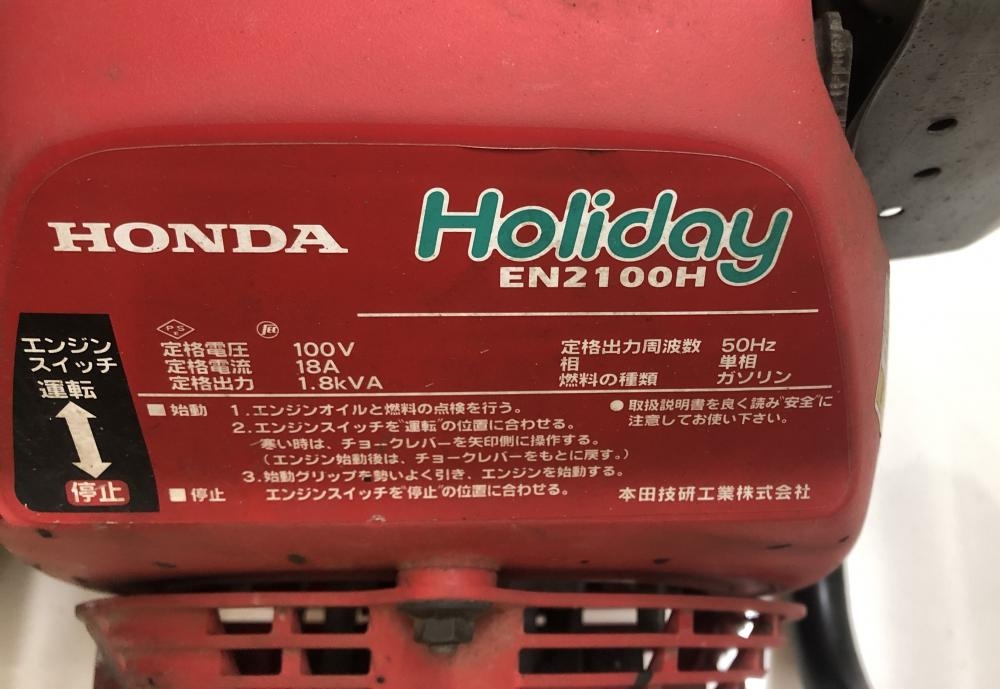 HONDA
Holiday
EN2100H
PS
E
JET
定格電圧 100V
定格電流 18A
定格出力 1.8kVA
定格出力周波数 50Hz
相 単相
燃料の種類 ガソリン
エンジン
スイッチ
運転
停止
■始動 1.エンジンオイルと燃料の点検を行う。
2.エンジンスイッチを“運転”の位置に合わせる。
寒い時は、チョークレバーを矢印側に操作する。
(エンジン始動後は、チョークレバーをもとに戻す。)
3.始動グリップを勢いよく引き、エンジンを始動する。
■停止 エンジンスイッチを“停止”の位置に合わせる。
●取扱説明書を良く読み“安全”に
注意してお使い下さい。
本田技研工業株式会社